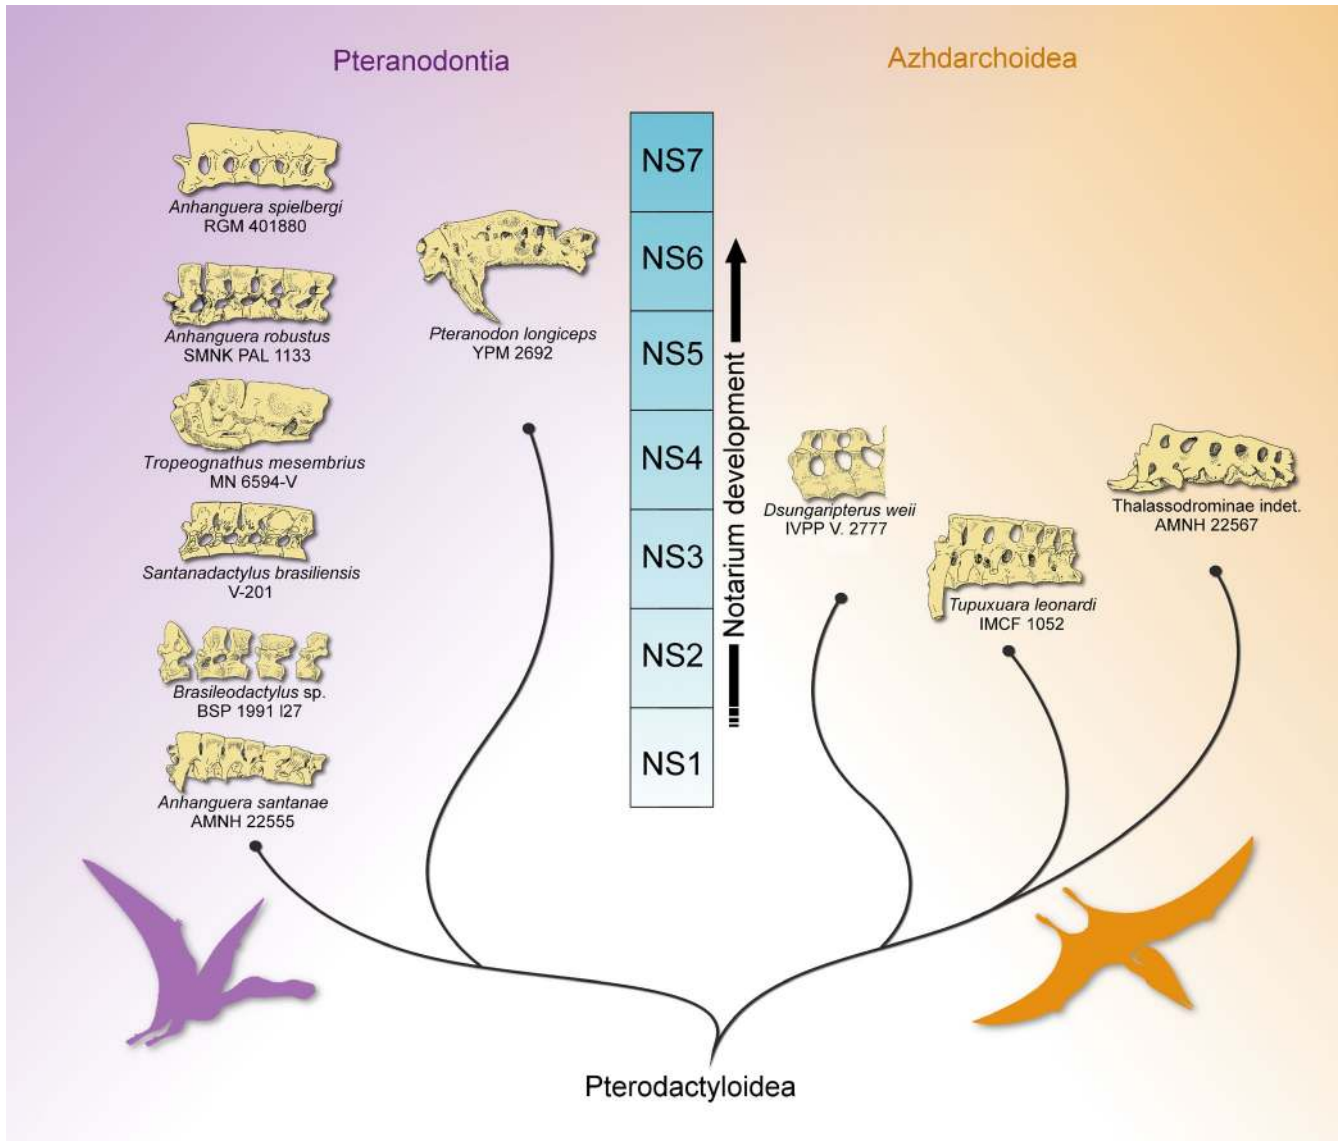 Pteranodontia
Azhdarchoidea
Anhanguera spielbergi
RGM 401880
Anhanguera robustus
SMNK PAL 1133
Tropeognathus mesembrius
MN 6594-V
Santanadactylus brasiliensis
V-201
Brasileodactylus sp.
BSP 1991 I27
Anhanguera santanae
AMNH 22555
Pteranodon longiceps
YPM 2692
NS7
NS6
NS5
NS4
NS3
NS2
NS1
Notarium development
Dsungaripterus weii
IVPP V. 2777
Tupuxuara leonardi
IMCF 1052
Thalassodrominae indet.
AMNH 22567
Pterodactyloidea